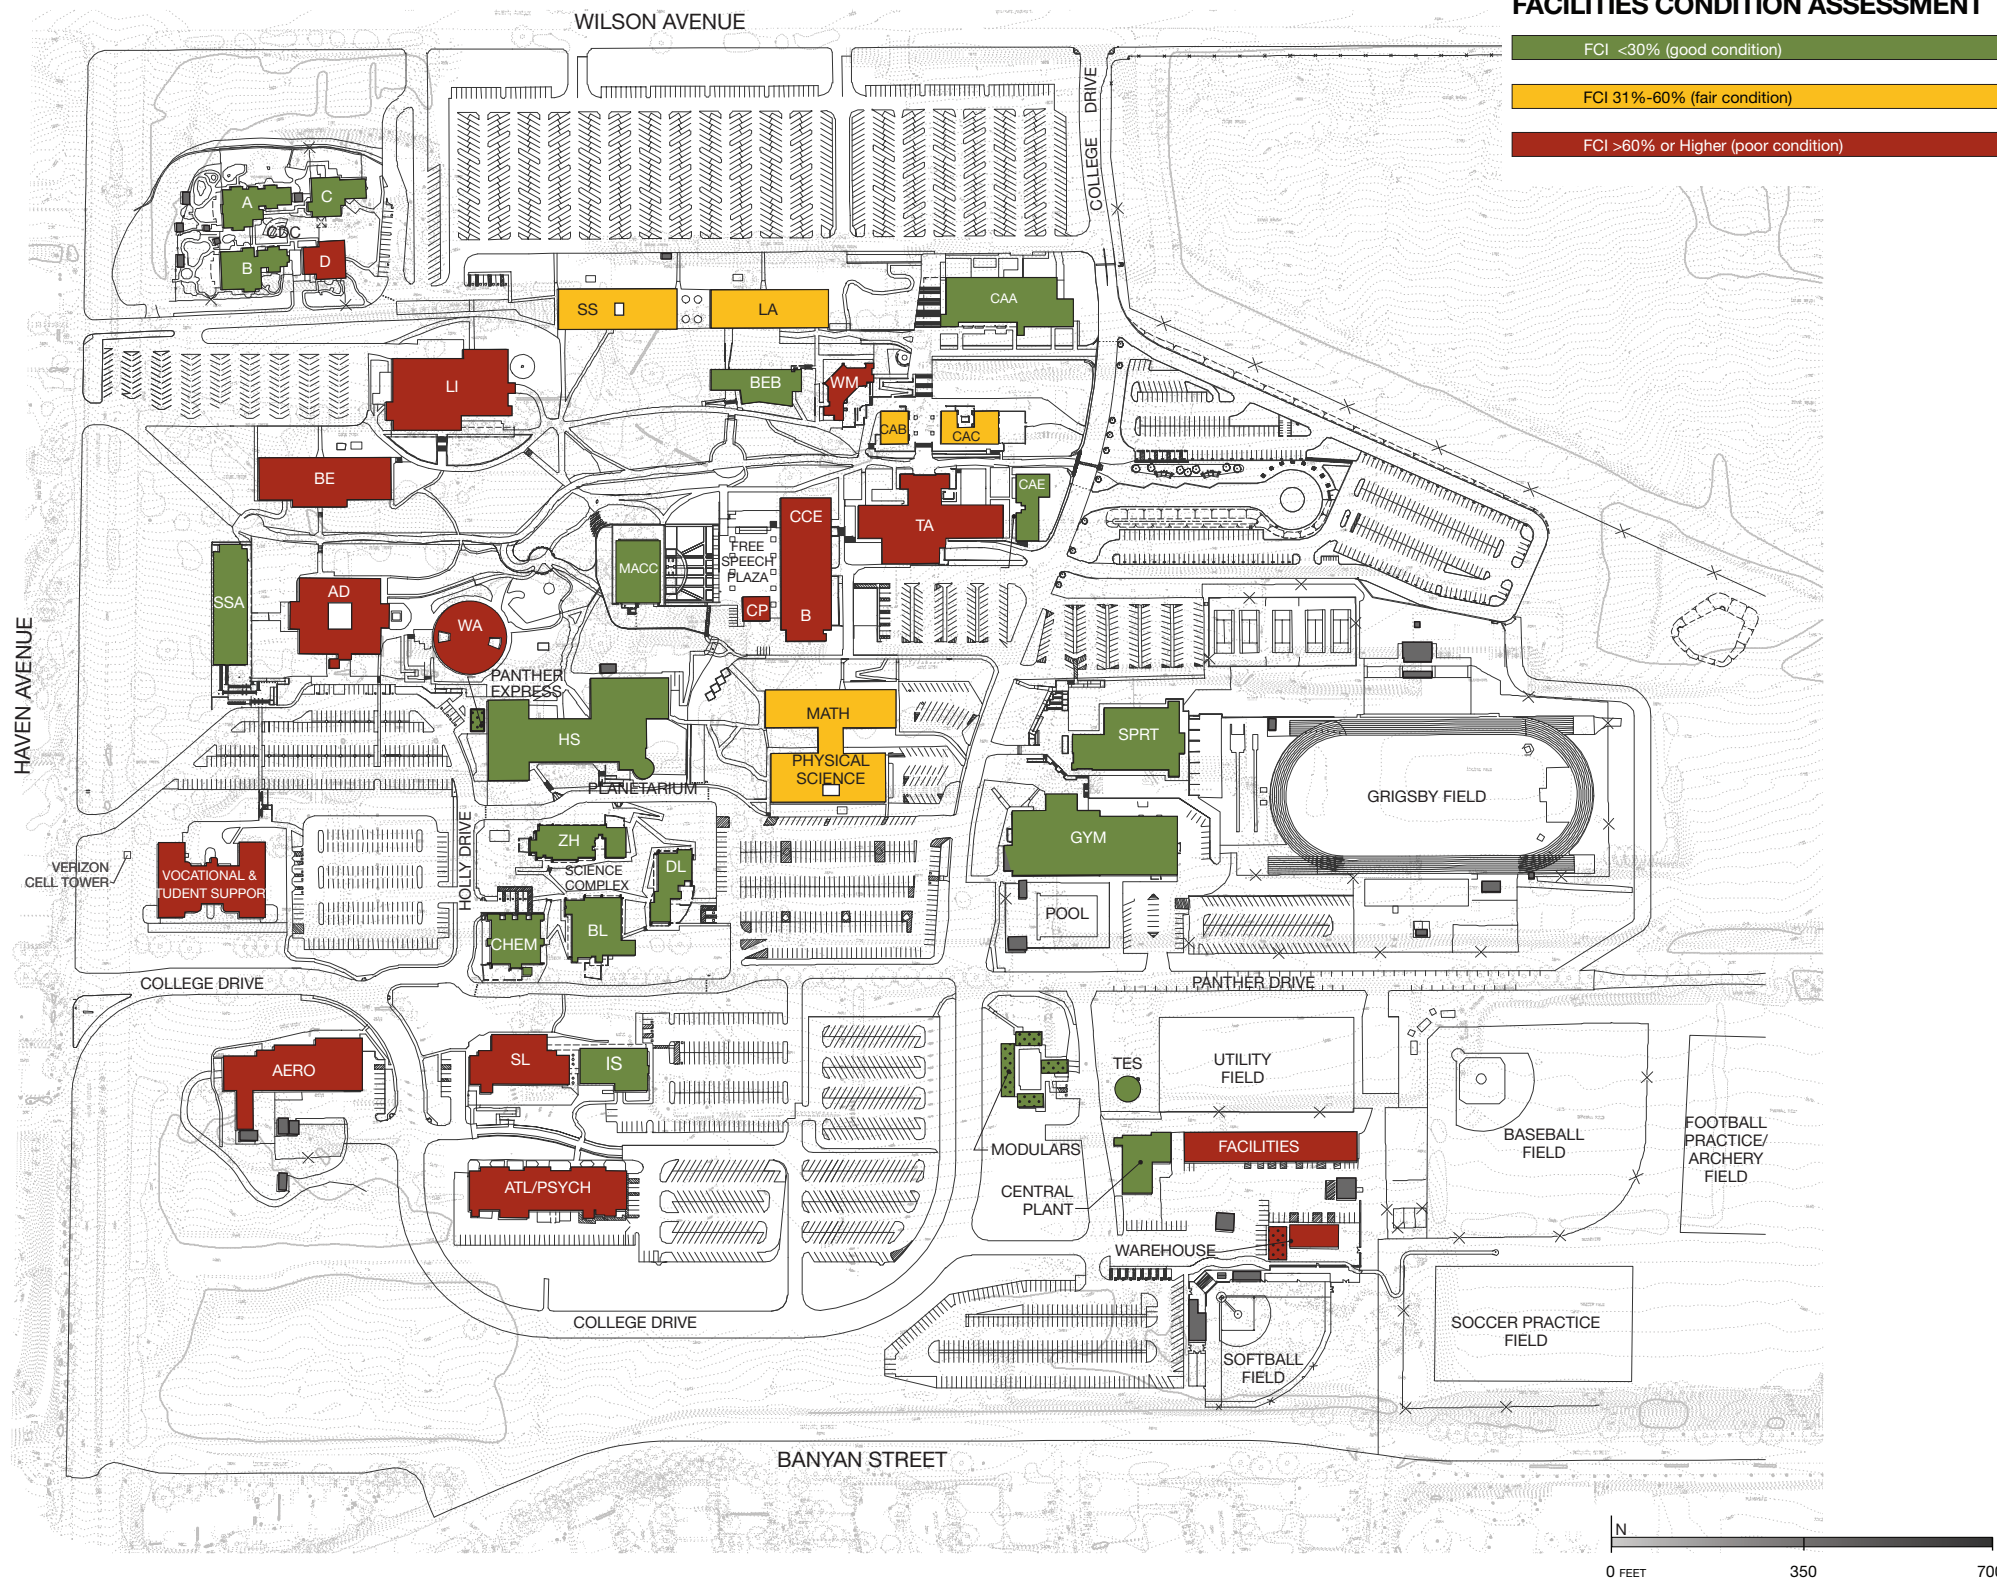 WILSON AVENUE
FACILITIES CONDITION ASSESSMENT
FCI <30% (good condition)
FCI 31%-60% (fair condition)
FCI >60% or Higher (poor condition)
COLLEGE DRIVE
A
C
CDC
B
D
SS
LA
CAA
LI
BEB
WM
CAB
CAC
BE
CAE
CCE
TA
FREE
SPEECH
PLAZA
MACC
SSA
AD
CP
B
WA
HAVEN AVENUE
PANTHER
EXPRESS
MATH
HS
SPRT
PHYSICAL
SCIENCE
PLANETARIUM
GRIGSBY FIELD
HOLLY DRIVE
ZH
GYM
DL
VERIZON
CELL TOWER
VOCATIONAL &
TUDENT SUPPOR
SCIENCE
COMPLEX
POOL
CHEM
BL
COLLEGE DRIVE
PANTHER DRIVE
SL
IS
AERO
TES
UTILITY
FIELD
MODULARS
FACILITIES
BASEBALL
FIELD
FOOTBALL
PRACTICE/
ARCHERY
FIELD
ATL/PSYCH
CENTRAL
PLANT
WAREHOUSE
COLLEGE DRIVE
SOCCER PRACTICE
FIELD
SOFTBALL
FIELD
BANYAN STREET
N
0 FEET
350
700